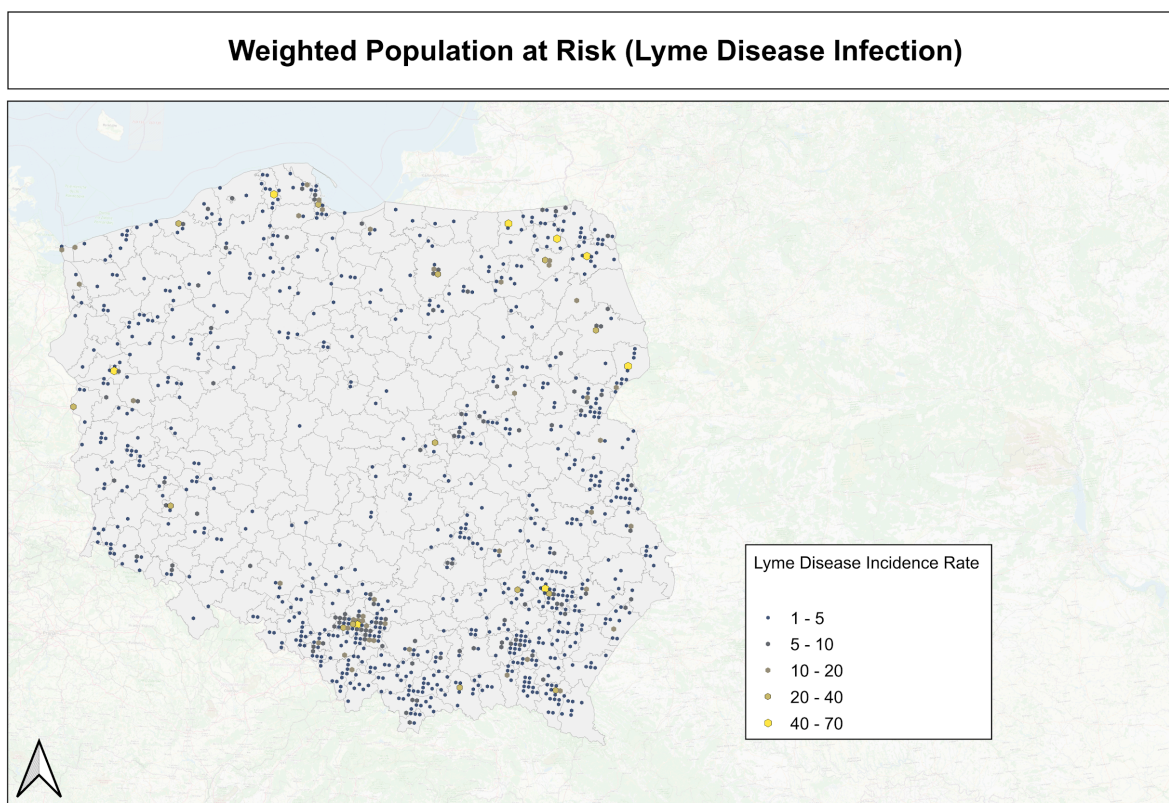 Weighted Population at Risk (Lyme Disease Infection)
Lyme Disease Incidence Rate
1 - 5
5 - 10
10 - 20
20 - 40
40 - 70